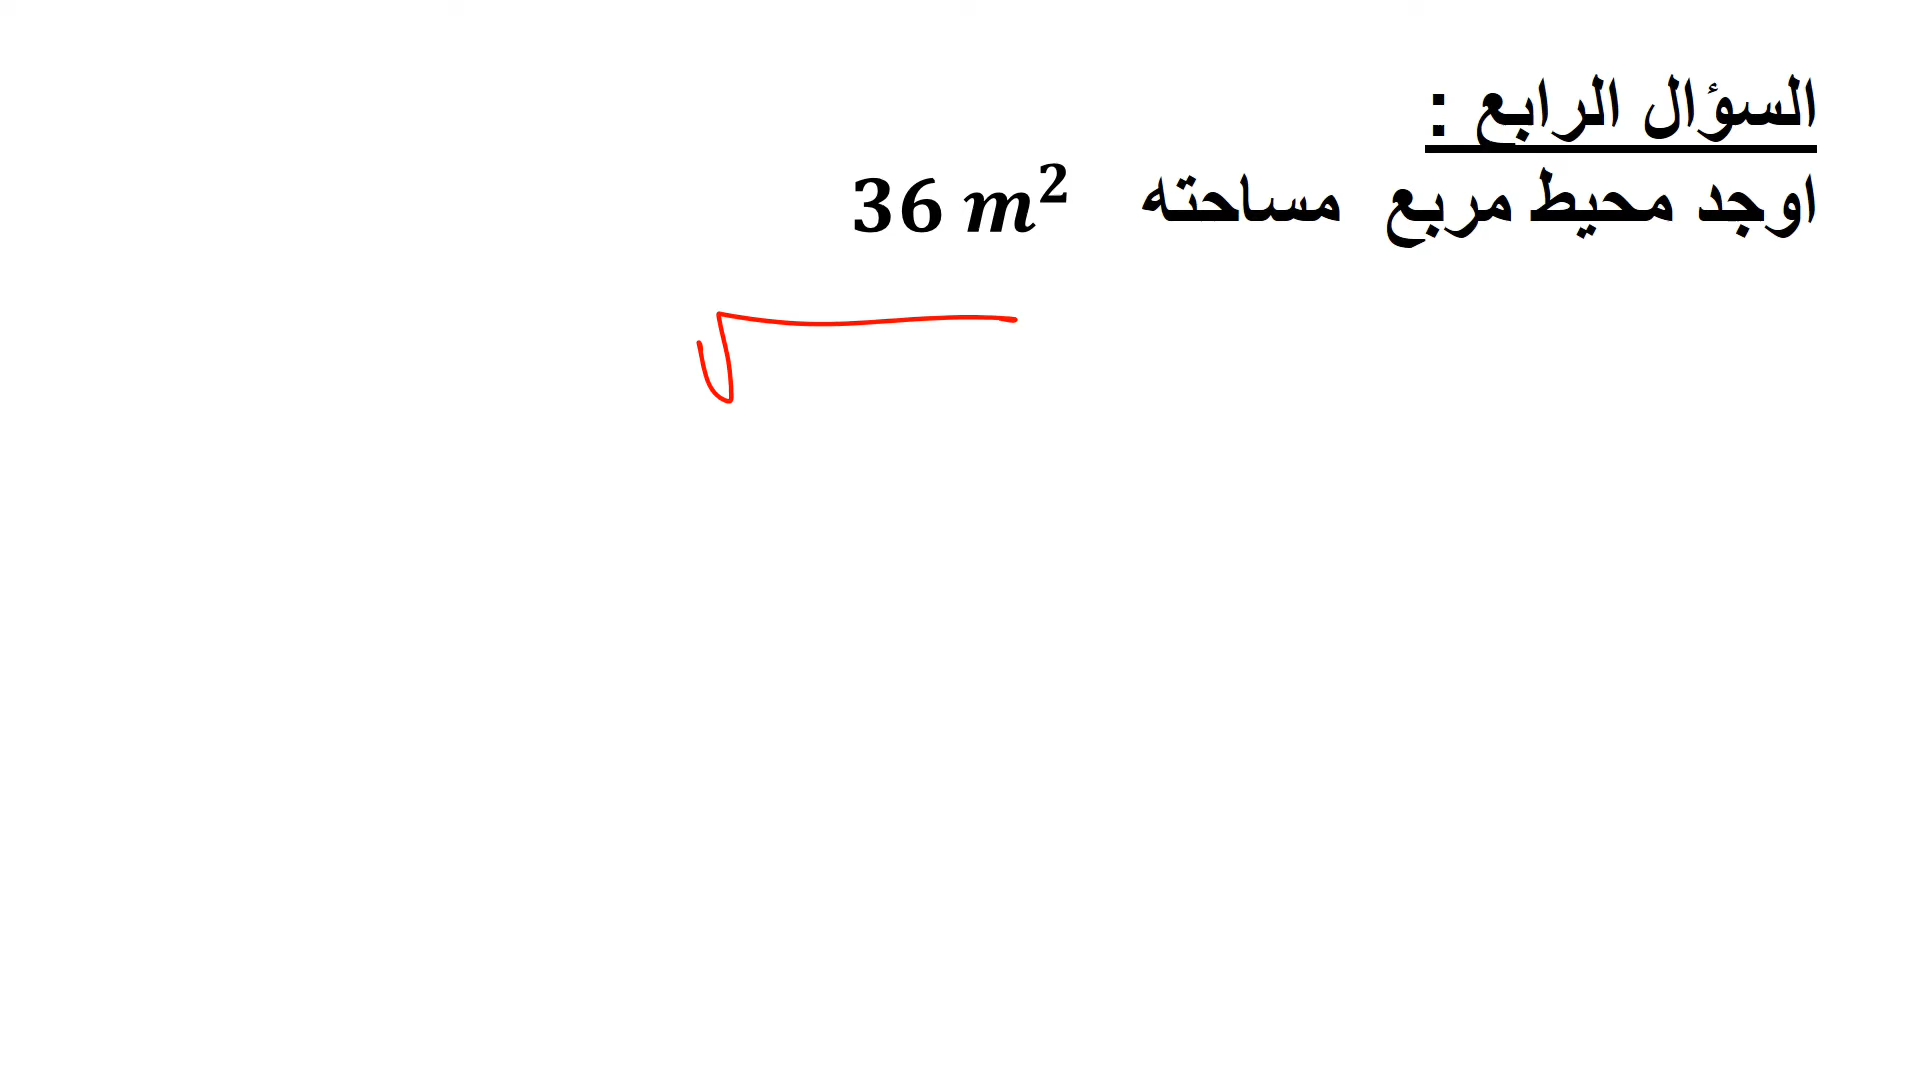 السؤال الرابع :
اوجد محيط مربع مساحته 36 m²
√